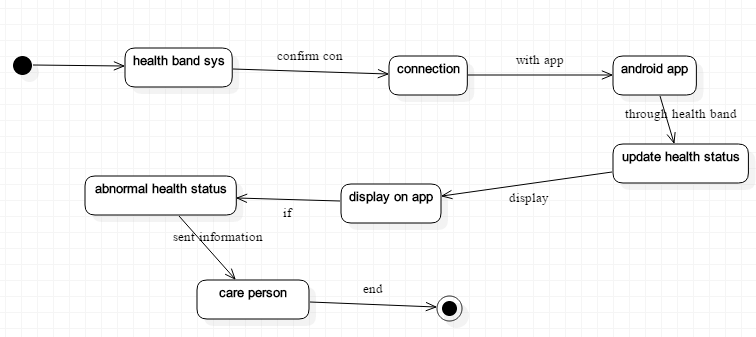 health band sys
confirm con
connection
with app
android app
through health band
update health status
display
display on app
if
abnormal health status
sent information
care person
end